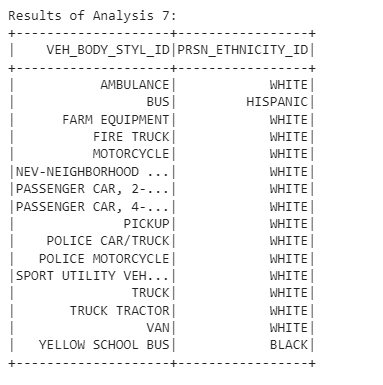 Results of Analysis 7:
+--------------------+-----------------+
|    VEH_BODY_STYL_ID|PRSN_ETHNICITY_ID|
+--------------------+-----------------+
|           AMBULANCE|            WHITE|
|                 BUS|         HISPANIC|
|      FARM EQUIPMENT|            WHITE|
|          FIRE TRUCK|            WHITE|
|          MOTORCYCLE|            WHITE|
|NEV-NEIGHBORHOOD ...|            WHITE|
|PASSENGER CAR, 2-...|            WHITE|
|PASSENGER CAR, 4-...|            WHITE|
|              PICKUP|            WHITE|
|    POLICE CAR/TRUCK|            WHITE|
|   POLICE MOTORCYCLE|            WHITE|
|SPORT UTILITY VEH...|            WHITE|
|               TRUCK|            WHITE|
|       TRUCK TRACTOR|            WHITE|
|                 VAN|            WHITE|
|   YELLOW SCHOOL BUS|            BLACK|
+--------------------+-----------------+